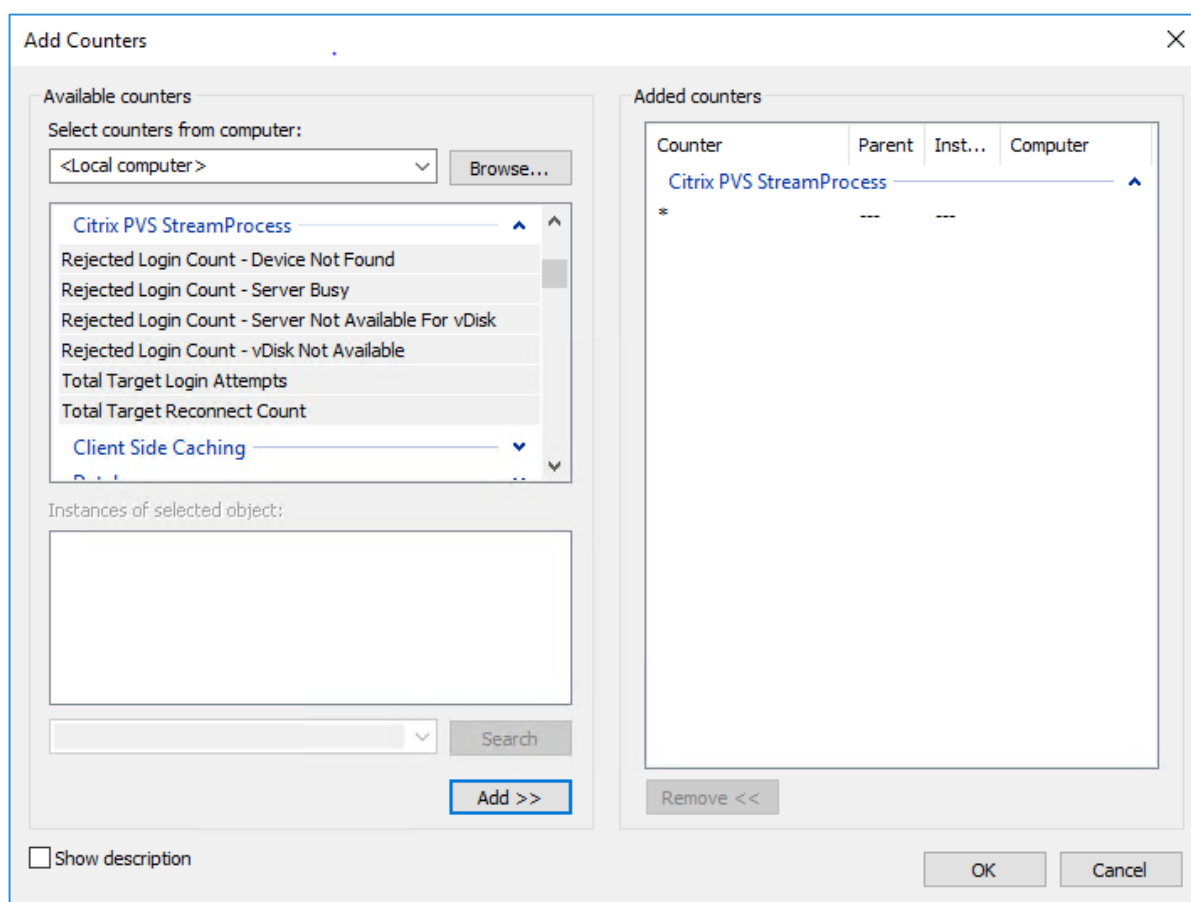 Add Counters
Available counters
Select counters from computer:
<Local computer>
Browse...
Citrix PVS StreamProcess
Rejected Login Count - Device Not Found
Rejected Login Count - Server Busy
Rejected Login Count - Server Not Available For vDisk
Rejected Login Count - vDisk Not Available
Total Target Login Attempts
Total Target Reconnect Count
Client Side Caching
Instances of selected object:
Search
Add >>
Show description
Added counters
Counter Parent Inst... Computer
Citrix PVS StreamProcess
* --- ---
Remove <<
OK
Cancel